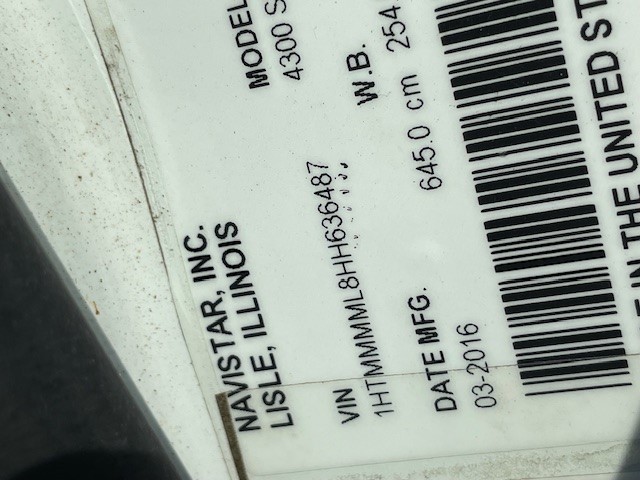 NAVISTAR, INC.
LISLE, ILLINOIS
MODEL
4300 S
VIN
1HTMMMML8HH636487
W.B.
645.0 cm 254
DATE MFG.
03-2016
IN THE UNITED ST